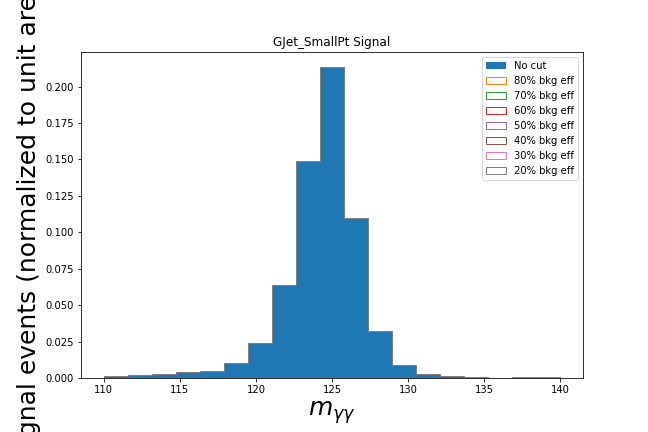 GJet_SmallPt Signal
No cut
80% bkg eff
70% bkg eff
60% bkg eff
50% bkg eff
40% bkg eff
30% bkg eff
20% bkg eff
events (normalized to unit
0.200
0.175
0.150
0.125
0.100
0.075
0.050
0.025
0.000
110 115 120 125 130 135 140
mγγ